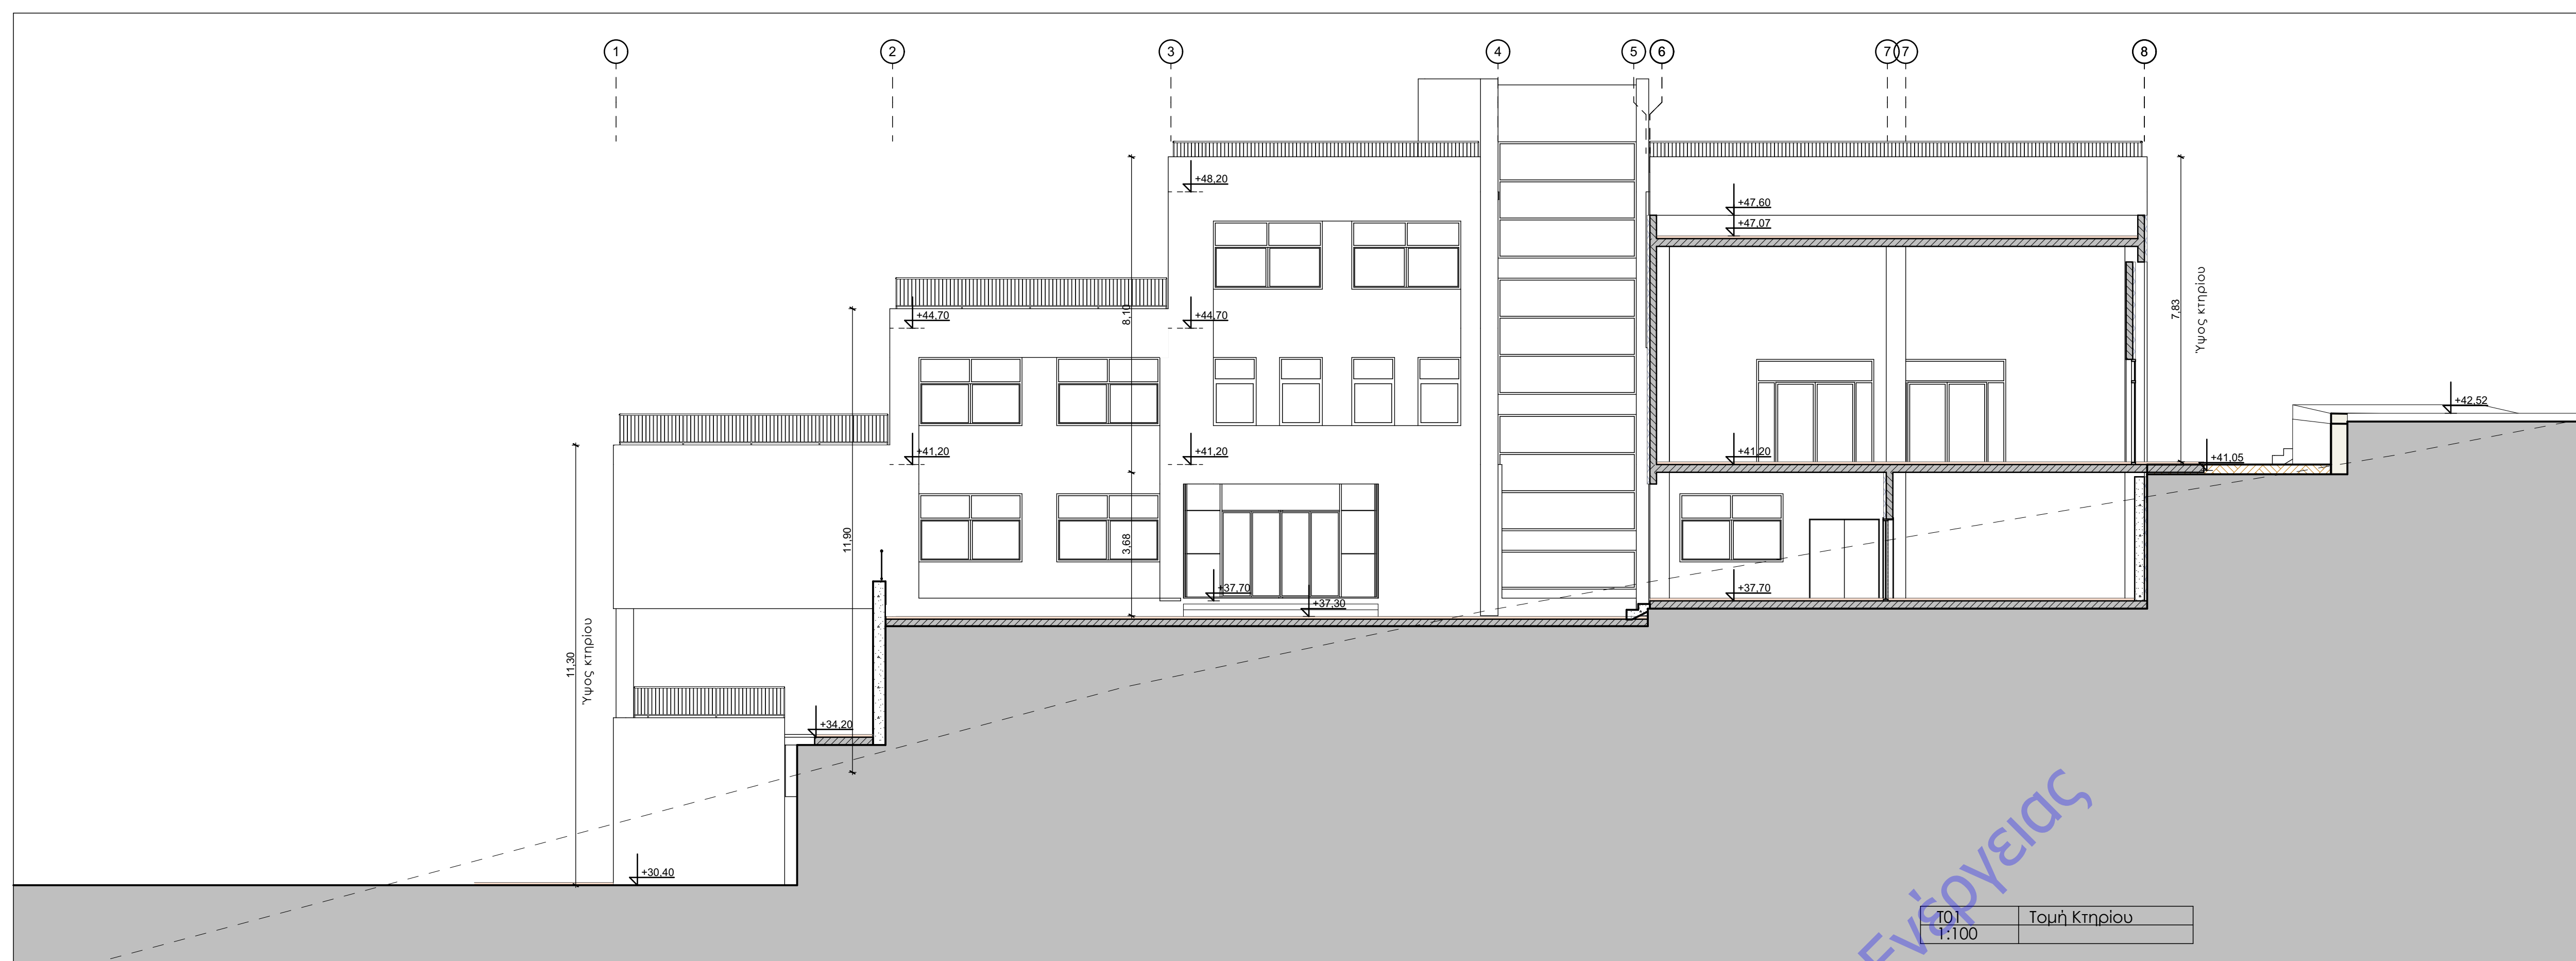 1 2 3 4 5 6 7 7 8
+48,20
+47,60
+47,07
+44,70 +44,70
8,10
7,83
Ύψος κτηρίου
+42,52
+41,20 +41,20 +41,20 +41,05
11,90
3,68
+37,70 +37,70
+37,30
11,30
Ύψος κτηρίου
+34,20
+30,40
Ενέργειας
T01 Τομή Κτηρίου
1:100